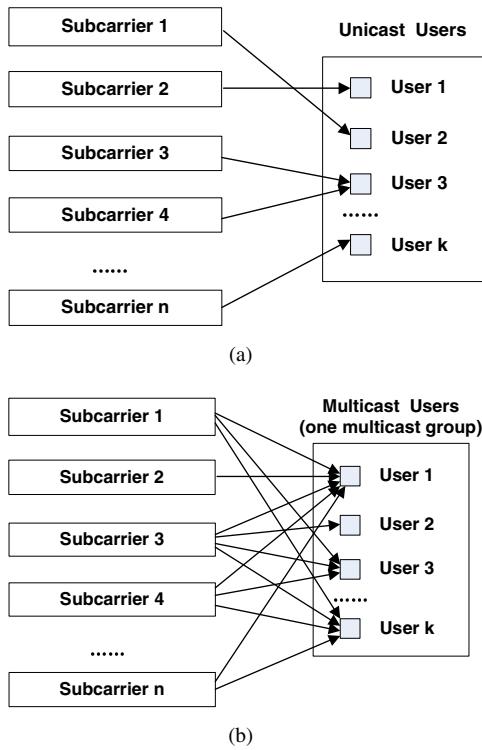 Subcarrier 1
Subcarrier 2
Subcarrier 3
Subcarrier 4
......
Subcarrier n
Unicast Users
User 1
User 2
User 3
......
User k
(a)
Subcarrier 1
Subcarrier 2
Subcarrier 3
Subcarrier 4
......
Subcarrier n
Multicast Users
(one multicast group)
User 1
User 2
User 3
......
User k
(b)